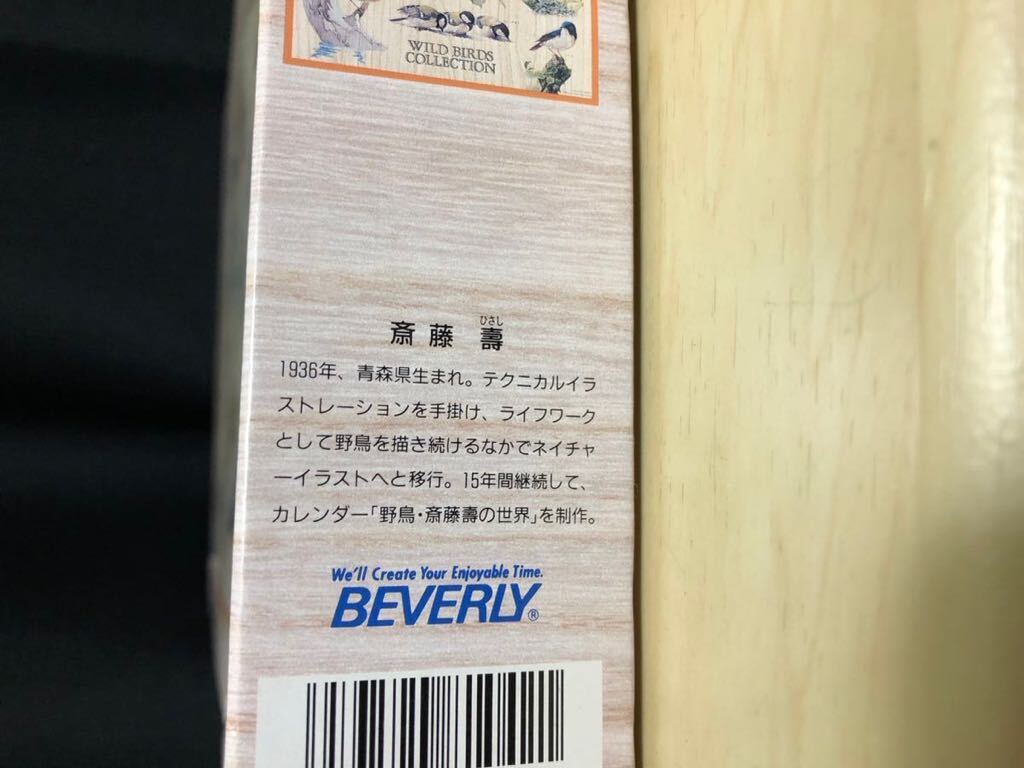 WILD BIRDS
COLLECTION
ひさし
斎藤 壽
1936年、青森県生まれ。テクニカルイラ
ストレーションを手掛け、ライフワーク
として野鳥を描き続けるなかでネイチャ
ーイラストへと移行。15年間継続して、
カレンダー「野鳥・斎藤壽の世界」を制作。
We'll Create Your Enjoyable Time.
BEVERLY®